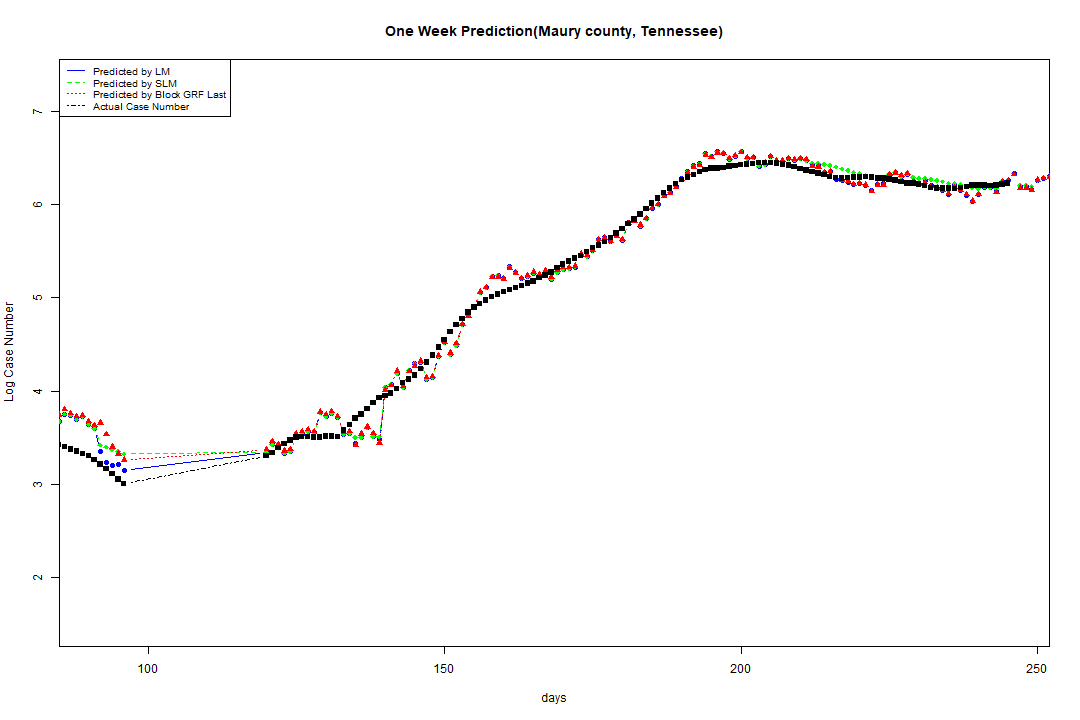 One Week Prediction(Maury county, Tennessee)
Predicted by LM
Predicted by SLM
Predicted by Block GRF Last
Actual Case Number
7
6
5
4
3
2
Log Case Number
100 150 200 250
days